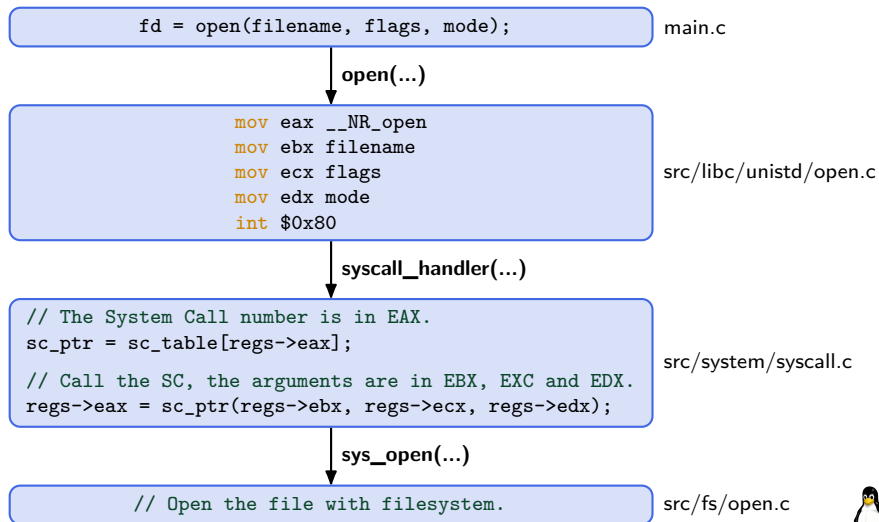 fd = open(filename, flags, mode);
main.c
open(...)
mov eax __NR_open
mov ebx filename
mov ecx flags
mov edx mode
int $0x80
src/libc/unistd/open.c
syscall_handler(...)
// The System Call number is in EAX.
sc_ptr = sc_table[regs->eax];
// Call the SC, the arguments are in EBX, EXC and EDX.
regs->eax = sc_ptr(regs->ebx, regs->ecx, regs->edx);
src/system/syscall.c
sys_open(...)
// Open the file with filesystem.
src/fs/open.c